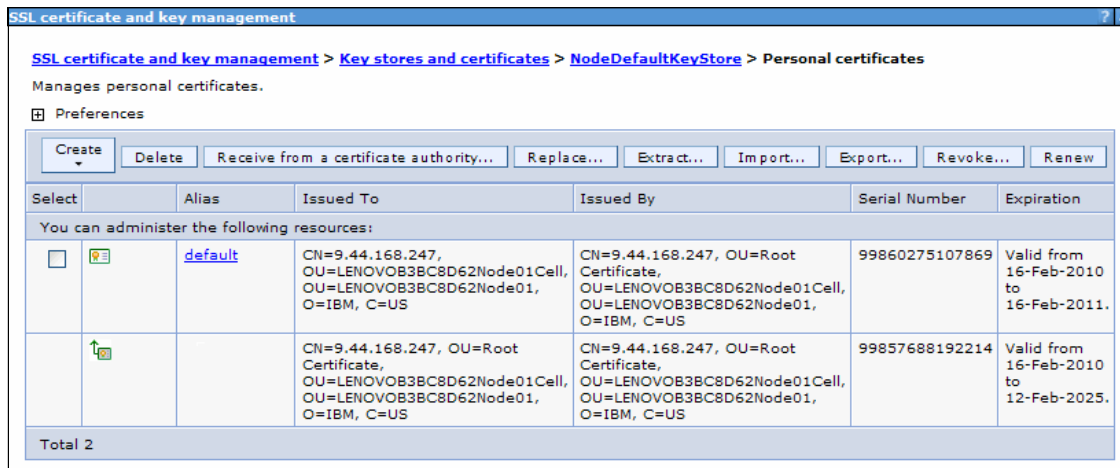 SSL certificate and key management
?
SSL certificate and key management > Key stores and certificates > NodeDefaultKeyStore > Personal certificates
Manages personal certificates.
Preferences
Create Delete Receive from a certificate authority... Replace... Extract... Import... Export... Revoke... Renew
Select Alias Issued To Issued By Serial Number Expiration
You can administer the following resources:
default
CN=9.44.168.247,
OU=LENOVOB3BC8D62Node01Cell,
OU=LENOVOB3BC8D62Node01,
O=IBM, C=US
CN=9.44.168.247, OU=Root
Certificate,
OU=LENOVOB3BC8D62Node01Cell,
OU=LENOVOB3BC8D62Node01,
O=IBM, C=US
99860275107869
Valid from
16-Feb-2010
to
16-Feb-2011.
CN=9.44.168.247, OU=Root
Certificate,
OU=LENOVOB3BC8D62Node01Cell,
OU=LENOVOB3BC8D62Node01,
O=IBM, C=US
CN=9.44.168.247, OU=Root
Certificate,
OU=LENOVOB3BC8D62Node01Cell,
OU=LENOVOB3BC8D62Node01,
O=IBM, C=US
99857688192214
Valid from
16-Feb-2010
to
12-Feb-2025.
Total 2